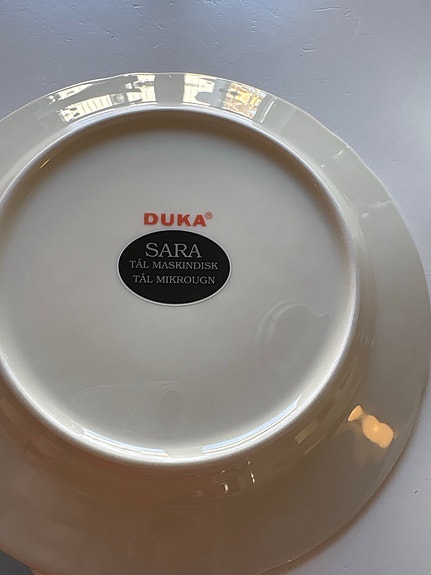 DUKA®
SARA
TÅL MASKINDISK
TÅL MIKROUGN